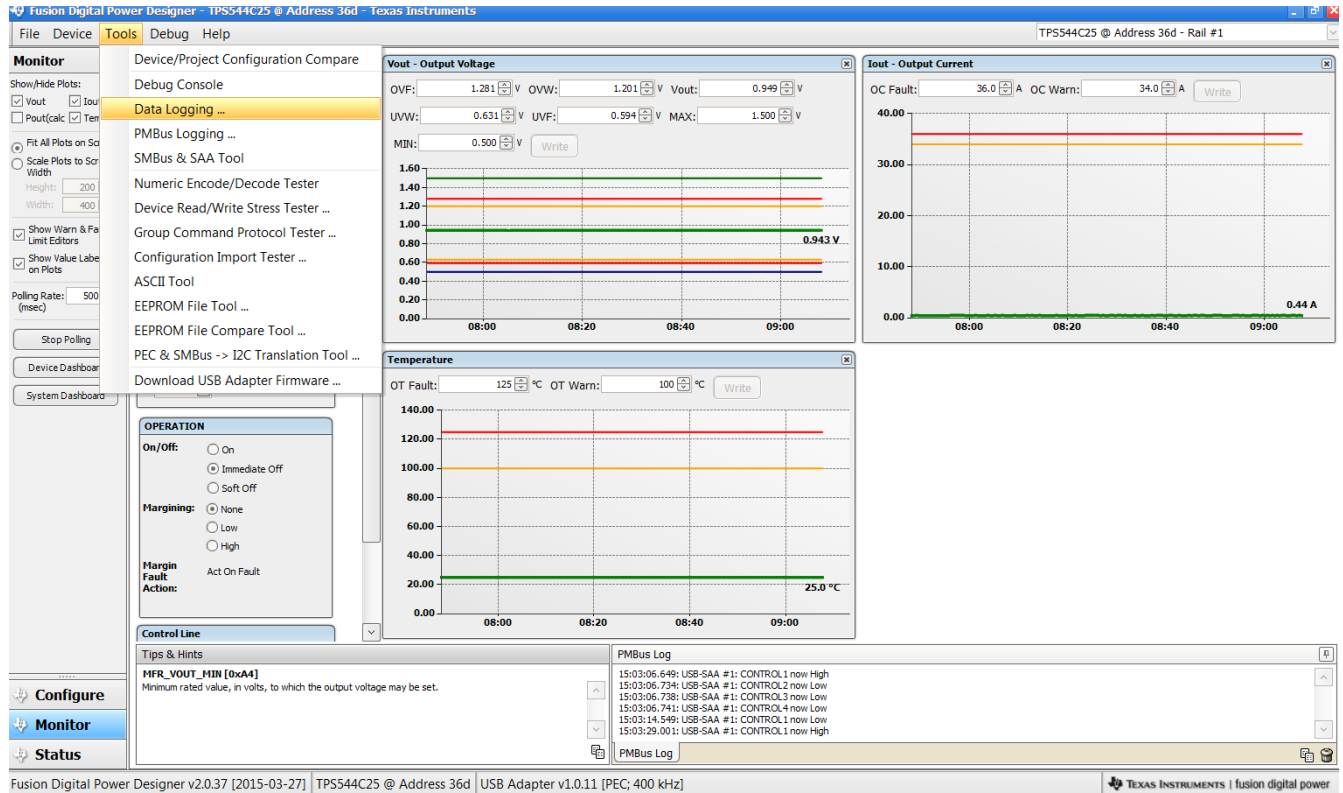 Fusion Digital Power Designer - TPS544C25 @ Address 36d - Texas Instruments
File Device Tools Debug Help
TPS544C25 @ Address 36d - Rail #1
Monitor
Show/Hide Plots:
Vout
Pout(calc
Fit All Plots on
Scale Plots to
Width
Height: 200
Width: 400
Show Warn &
Limit Editors
Show Value
on Plots
Polling Rate: 500
(msec)
Stop Polling
Device
System Dashboard
Device/Project Configuration Compare
Debug Console
Data Logging ...
PMBus Logging ...
SMBus & SAA Tool
Numeric Encode/Decode Tester
Device Read/Write Stress Tester ...
Group Command Protocol Tester ...
Configuration Import Tester ...
ASCII Tool
EEPROM File Tool ...
EEPROM File Compare Tool ...
PEC & SMBus -> I2C Translation Tool ...
Download USB Adapter Firmware ...
OPERATION
On/Off: On
Immediate Off
Soft Off
Margining: None
Low
High
Margin
Fault
Action:
Act On Fault
Control Line
Vout - Output Voltage
OVF: 1.281 V OVW: 1.201 V Vout: 0.949 V
UVW: 0.631 V UVF: 0.594 V MAX: 1.500 V
MIN: 0.500 V Write
1.60
1.40
1.20
1.00
0.80
0.943 V
0.60
0.40
0.20
0.00
08:00 08:20 08:40 09:00
Iout - Output Current
OC Fault: 36.0 A OC Warn: 34.0 A Write
40.00
30.00
20.00
10.00
0.44 A
0.00
08:00 08:20 08:40 09:00
Temperature
OT Fault: 125 °C OT Warn: 100 °C Write
140.00
120.00
100.00
80.00
60.00
40.00
20.00
25.0 °C
0.00
08:00 08:20 08:40 09:00
Tips & Hints
MFR_VOUT_MIN [0xA4]
Minimum rated value, in volts, to which the output voltage may be set.
PMBus Log
15:03:06.649: USB-SAA #1: CONTROL1 now High
15:03:06.734: USB-SAA #1: CONTROL2 now Low
15:03:06.738: USB-SAA #1: CONTROL3 now Low
15:03:06.741: USB-SAA #1: CONTROL4 now Low
15:03:14.549: USB-SAA #1: CONTROL1 now Low
15:03:29.001: USB-SAA #1: CONTROL1 now High
PMBus Log
Configure
Monitor
Status
Fusion Digital Power Designer v2.0.37 [2015-03-27] TPS544C25 @ Address 36d USB Adapter v1.0.11 [PEC; 400 kHz]
TEXAS INSTRUMENTS | fusion digital power